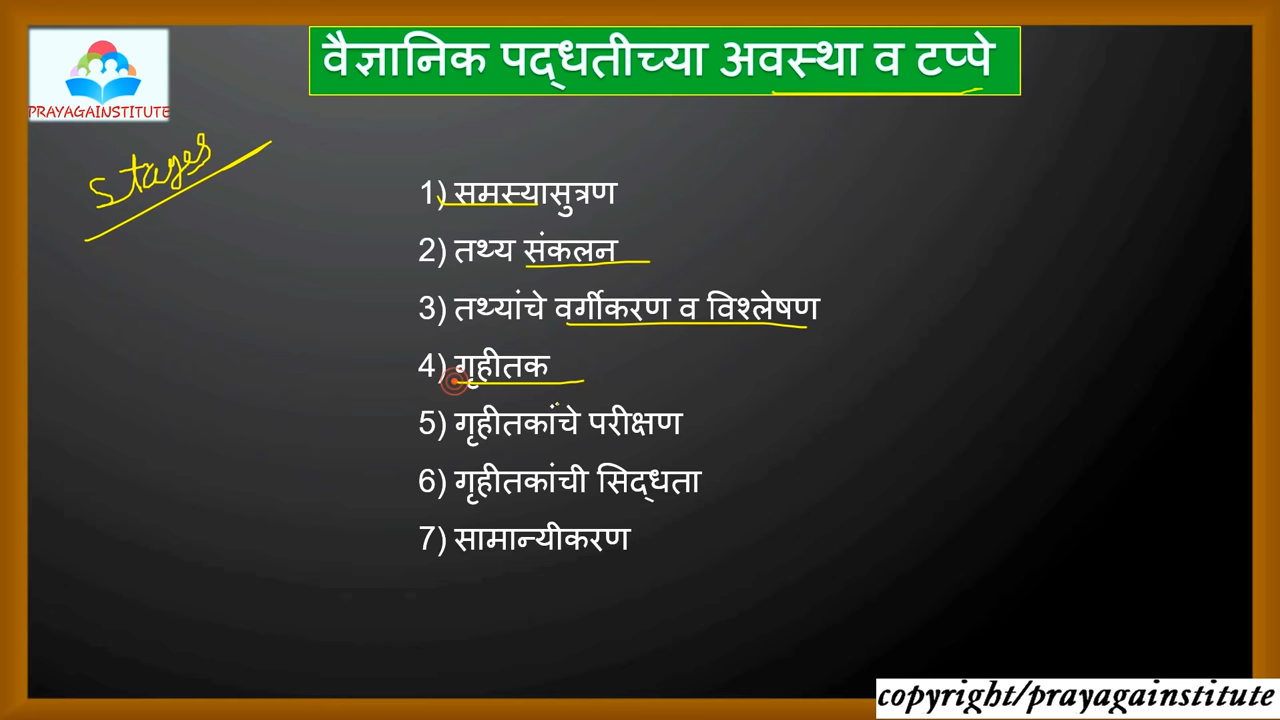 वैज्ञानिक पद्धतीच्या अवस्था व टप्पे
PRAYAGAINSTITUTE
Stages
1) समस्यासुत्रण
2) तथ्य संकलन
3) तथ्यांचे वर्गीकरण व विश्लेषण
4) गृहीतक
5) गृहीतकांचे परीक्षण
6) गृहीतकांची सिद्धता
7) सामान्यीकरण
copyright/prayagainstitute